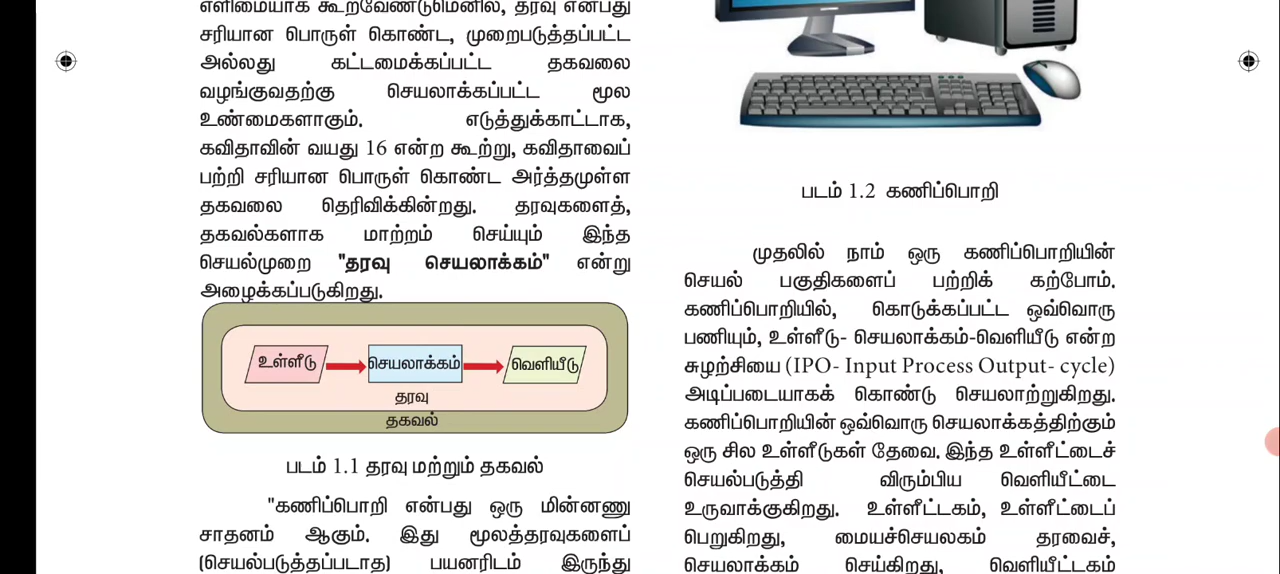 எளிமையாக கூறவேண்டுமெனில், தரவு என்பது
சரியான பொருள் கொண்ட, முறைபடுத்தப்பட்ட
அல்லது கட்டமைக்கப்பட்ட தகவலை
வழங்குவதற்கு செயலாக்கப்பட்ட மூல
உண்மைகளாகும். எடுத்துக்காட்டாக,
கவிதாவின் வயது 16 என்ற கூற்று, கவிதாவைப்
பற்றி சரியான பொருள் கொண்ட அர்த்தமுள்ள
தகவலை தெரிவிக்கின்றது. தரவுகளைத்,
தகவல்களாக மாற்றம் செய்யும் இந்த
செயல்முறை "தரவு செயலாக்கம்" என்று
அழைக்கப்படுகிறது.
உள்ளீடு செயலாக்கம் வெளியீடு
தரவு
தகவல்
படம் 1.1 தரவு மற்றும் தகவல்
"கணிப்பொறி என்பது ஒரு மின்னணு
சாதனம் ஆகும். இது மூலத்தரவுகளைப்
(செயல்படுத்தப்படாத) பயனரிடம் இருந்து
படம் 1.2 கணிப்பொறி
முதலில் நாம் ஒரு கணிப்பொறியின்
செயல் பகுதிகளைப் பற்றிக் கற்போம்.
கணிப்பொறியில், கொடுக்கப்பட்ட ஒவ்வொரு
பணியும், உள்ளீடு- செயலாக்கம்-வெளியீடு என்ற
சுழற்சியை (IPO- Input Process Output- cycle)
அடிப்படையாகக் கொண்டு செயலாற்றுகிறது.
கணிப்பொறியின் ஒவ்வொரு செயலாக்கத்திற்கும்
ஒரு சில உள்ளீடுகள் தேவை. இந்த உள்ளீட்டைச்
செயல்படுத்தி விரும்பிய வெளியீட்டை
உருவாக்குகிறது. உள்ளீட்டகம், உள்ளீட்டைப்
பெறுகிறது, மையச்செயலகம் தரவைச்,
செயலாக்கம் செய்கிறது, வெளியீட்டகம்